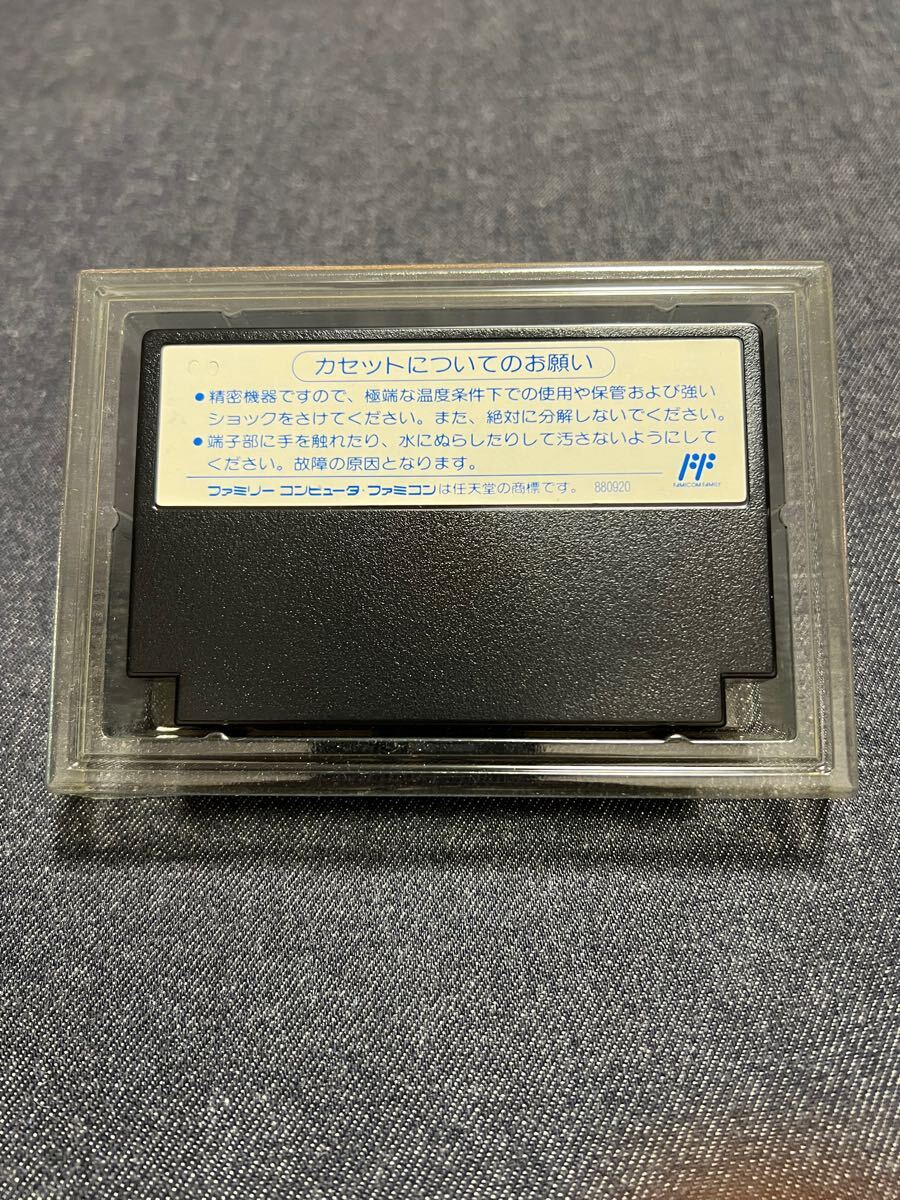 カセットについてのお願い
●精密機器ですので、極端な温度条件下での使用や保管および強い
ショックをさけてください。また、絶対に分解しないでください。
●端子部に手を触れたり、水にぬらしたりして汚さないようにして
ください。故障の原因となります。
FAMICOM FAMILY
ファミリー コンピュータ・ファミコンは任天堂の商標です。 880920